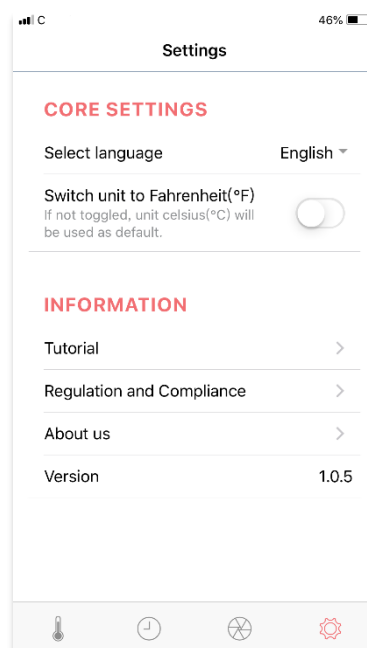 C 46%
Settings
CORE SETTINGS
Select language English
Switch unit to Fahrenheit(°F)
If not toggled, unit celsius(°C) will
be used as default.
INFORMATION
Tutorial
Regulation and Compliance
About us
Version 1.0.5